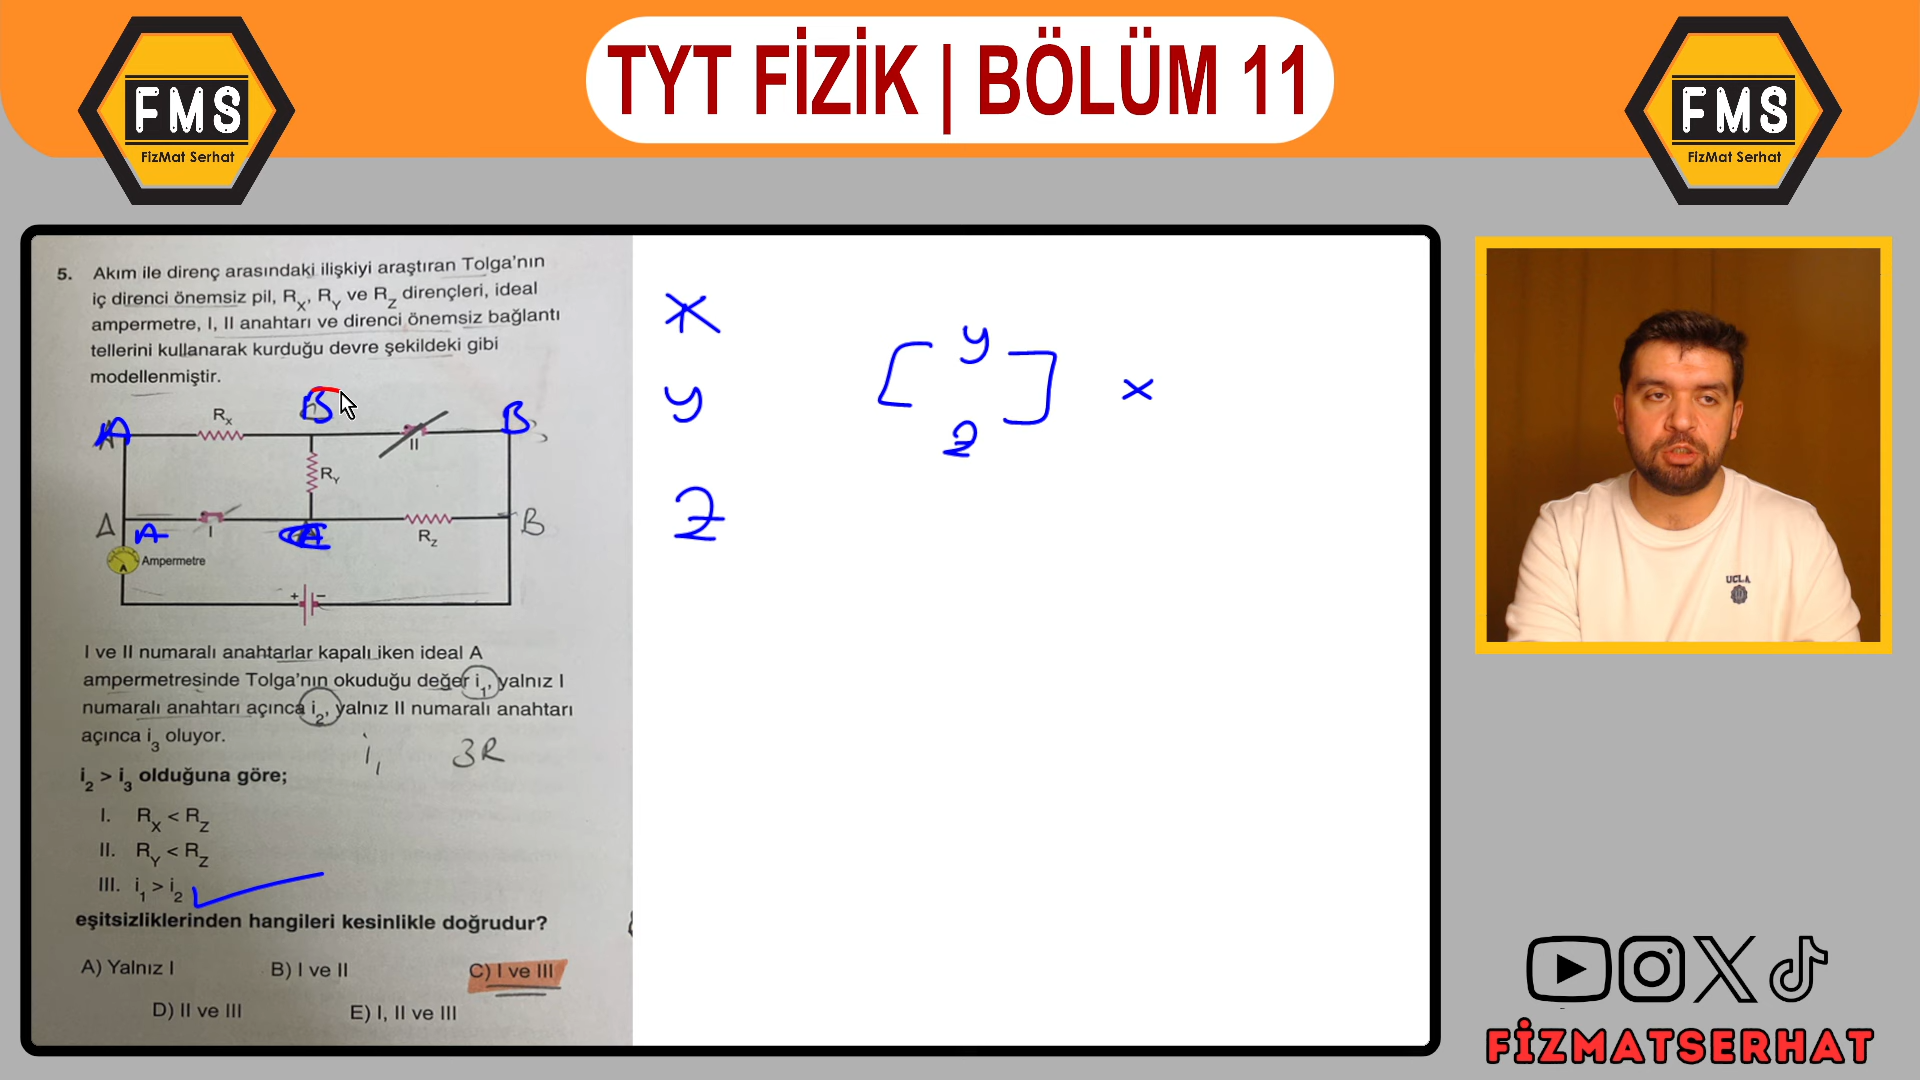 FMS
FizMat Serhat
TYT FİZİK | BÖLÜM 11
FMS
FizMat Serhat
5. Akım ile direnç arasındaki ilişkiyi araştıran Tolga'nın
iç direnci önemsiz pil, RX, RY ve RZ dirençleri, ideal
ampermetre, I, II anahtarı ve direnci önemsiz bağlantı
tellerini kullanarak kurduğu devre şekildeki gibi
modellenmiştir.
B
A RX II B
RY
A A I A RZ B
A Ampermetre
+ -
I ve II numaralı anahtarlar kapalı iken ideal A
ampermetresinde Tolga'nın okuduğu değer i1, yalnız I
numaralı anahtarı açınca i2, yalnız II numaralı anahtarı
açınca i3 oluyor.
i1 3R
i2 > i3 olduğuna göre;
I. RX < RZ
II. RY < RZ
III. i1 > i2
eşitsizliklerinden hangileri kesinlikle doğrudur?
A) Yalnız I B) I ve II C) I ve III
D) II ve III E) I, II ve III
x
y
z
y
x
z
UCLA
FİZMATSERHAT